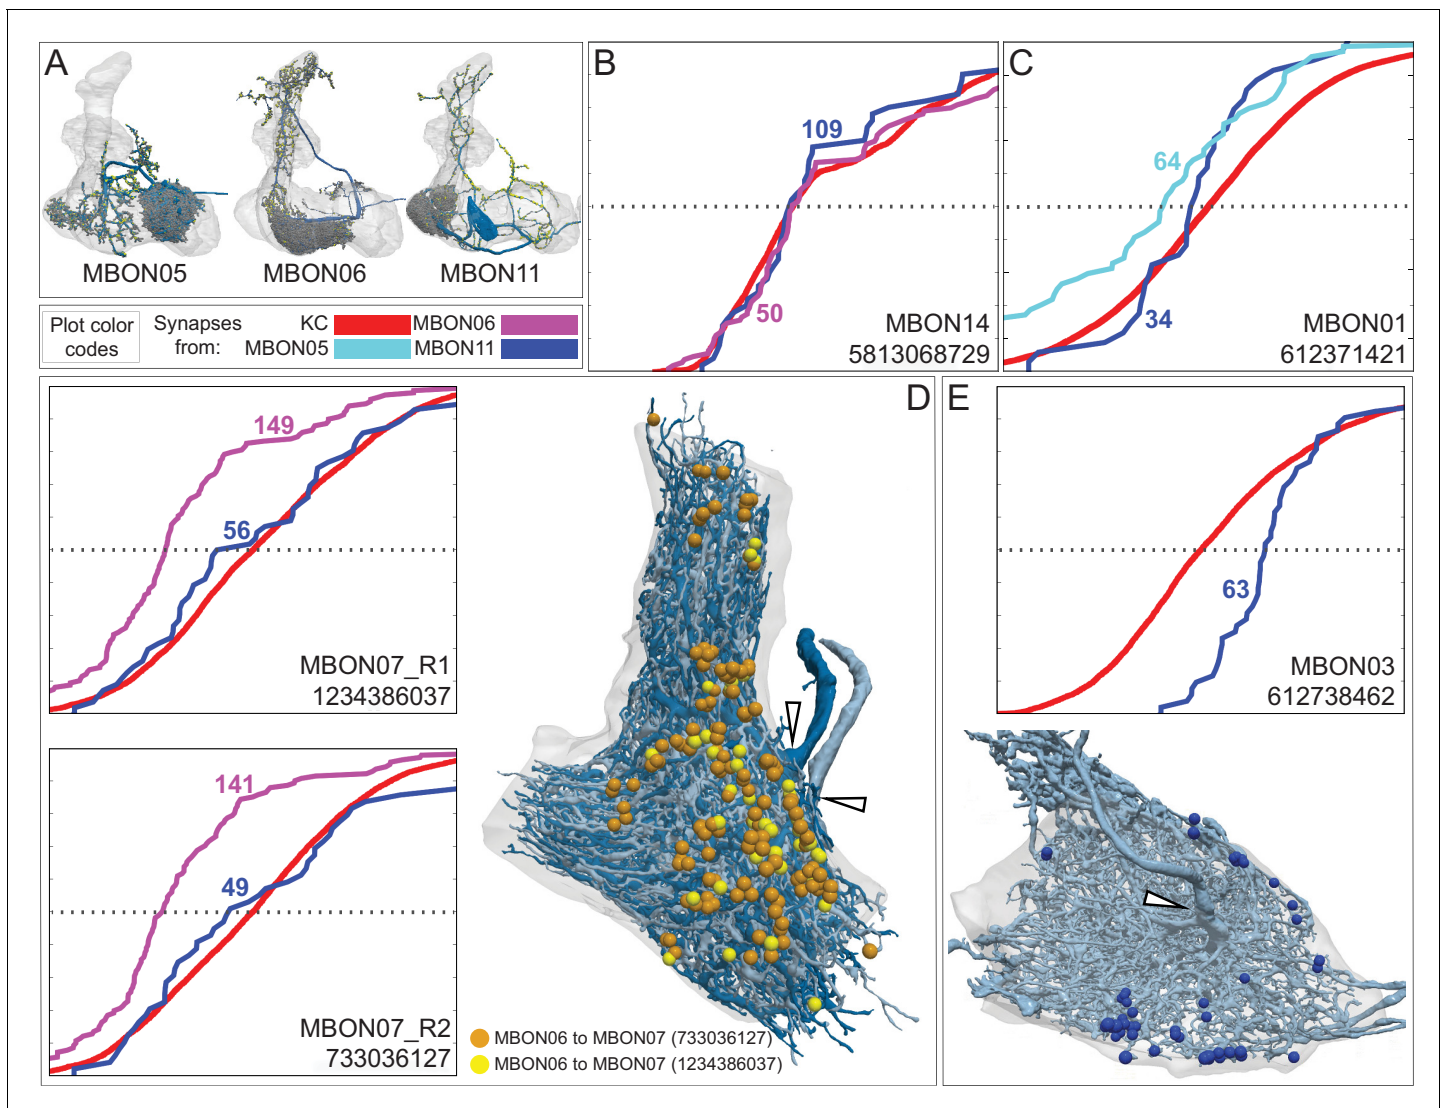 A
MBON05
MBON06
MBON11
Plot color
codes
Synapses
from:
KC
MBON06
MBON05
MBON11
B
109
50
MBON14
5813068729
C
64
34
MBON01
612371421
149
56
MBON07_R1
1234386037
141
49
MBON07_R2
733036127
D
MBON06 to MBON07 (733036127)
MBON06 to MBON07 (1234386037)
E
63
MBON03
612738462